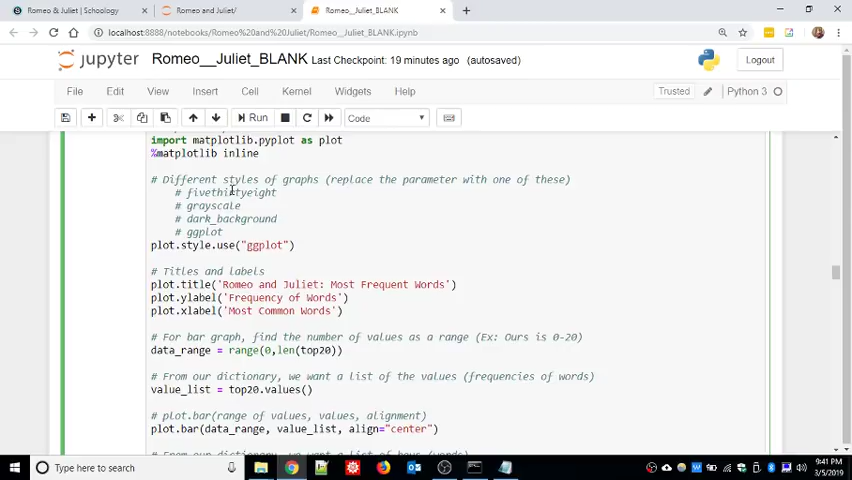 Romeo & Juliet | Schoology
Romeo and Juliet/
Romeo__Juliet_BLANK
localhost:8888/notebooks/Romeo%20and%20Juliet/Romeo__Juliet_BLANK.ipynb
jupyter Romeo__Juliet_BLANK Last Checkpoint: 19 minutes ago (autosaved) Logout
File Edit View Insert Cell Kernel Widgets Help Trusted Python 3
Run Code
import matplotlib.pyplot as plot
%matplotlib inline
# Different styles of graphs (replace the parameter with one of these)
# fivethirtyeight
# grayscale
# dark_background
# ggplot
plot.style.use("ggplot")
# Titles and labels
plot.title('Romeo and Juliet: Most Frequent Words')
plot.ylabel('Frequency of Words')
plot.xlabel('Most Common Words')
# For bar graph, find the number of values as a range (Ex: Ours is 0-20)
data_range = range(0,len(top20))
# From our dictionary, we want a list of the values (frequencies of words)
value_list = top20.values()
# plot.bar(range of values, values, alignment)
plot.bar(data_range, value_list, align="center")
Type here to search
9:41 PM
3/5/2019